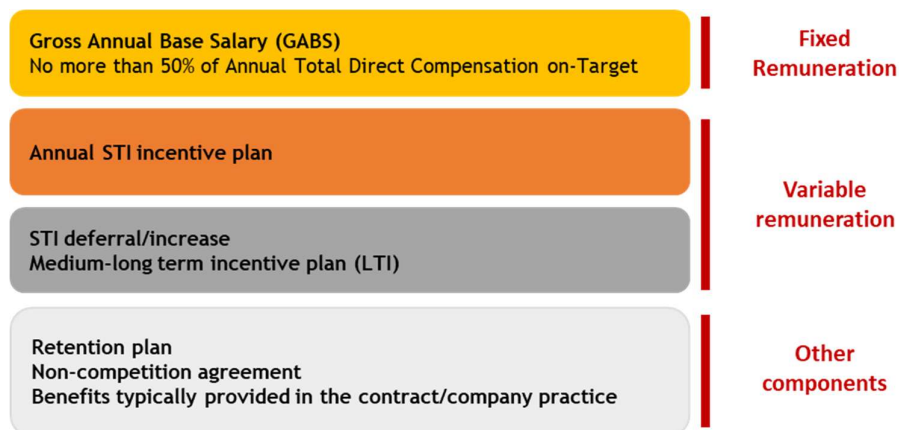 Gross Annual Base Salary (GABS)
No more than 50% of Annual Total Direct Compensation on-Target
Fixed
Remuneration
Annual STI incentive plan
STI deferral/increase
Medium-long term incentive plan (LTI)
Variable
remuneration
Retention plan
Non-competition agreement
Benefits typically provided in the contract/company practice
Other
components